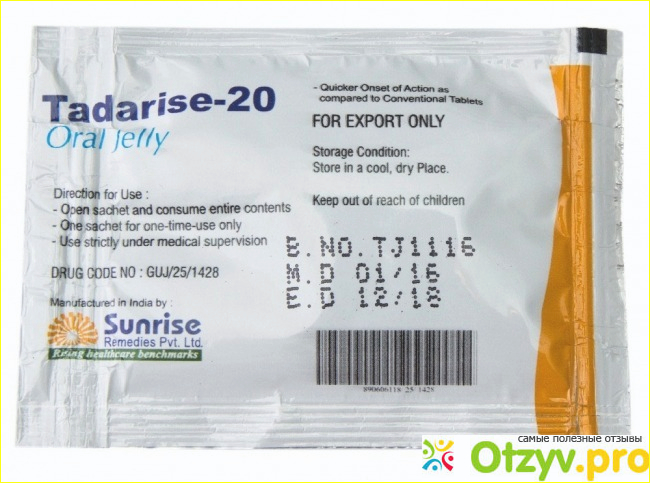 Tadarise-20
Oral Jelly
Direction for Use :
- Open sachet and consume entire contents
- One sachet for one-time-use only
- Use strictly under medical supervision
DRUG CODE NO : GUJ/25/1428
Manufactured in India by :
Sunrise
Remedies Pvt. Ltd.
Rising healthcare benchmarks
- Quicker Onset of Action as
compared to Conventional Tablets
FOR EXPORT ONLY
Storage Condition:
Store in a cool, dry Place.
Keep out of reach of children
B.NO.TJ1116
M.D 01/16
E.D 12/18
890606118 25 1428
самые полезные отзывы
Otzyv.pro